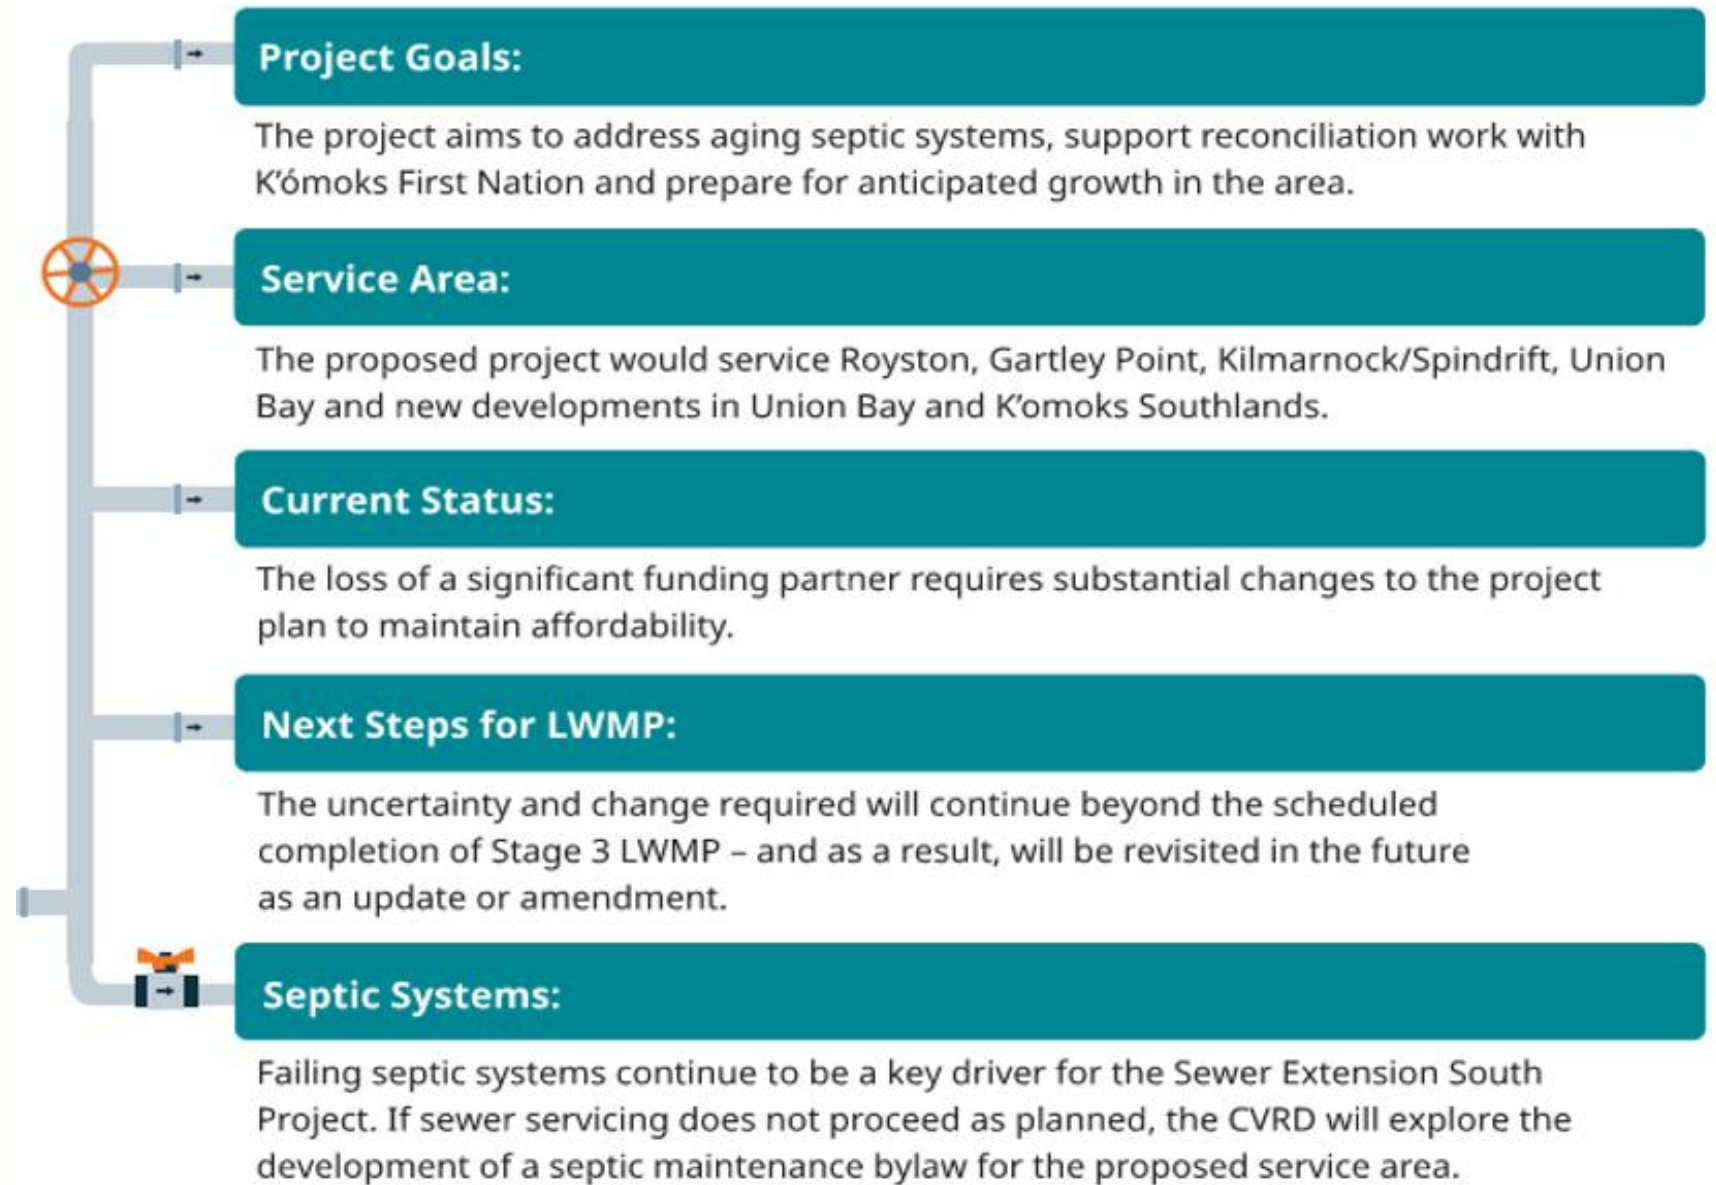 Project Goals:
The project aims to address aging septic systems, support reconciliation work with
K’ómoks First Nation and prepare for anticipated growth in the area.
Service Area:
The proposed project would service Royston, Gartley Point, Kilmarnock/Spindrift, Union
Bay and new developments in Union Bay and K’omoks Southlands.
Current Status:
The loss of a significant funding partner requires substantial changes to the project
plan to maintain affordability.
Next Steps for LWMP:
The uncertainty and change required will continue beyond the scheduled
completion of Stage 3 LWMP – and as a result, will be revisited in the future
as an update or amendment.
Septic Systems:
Failing septic systems continue to be a key driver for the Sewer Extension South
Project. If sewer servicing does not proceed as planned, the CVRD will explore the
development of a septic maintenance bylaw for the proposed service area.